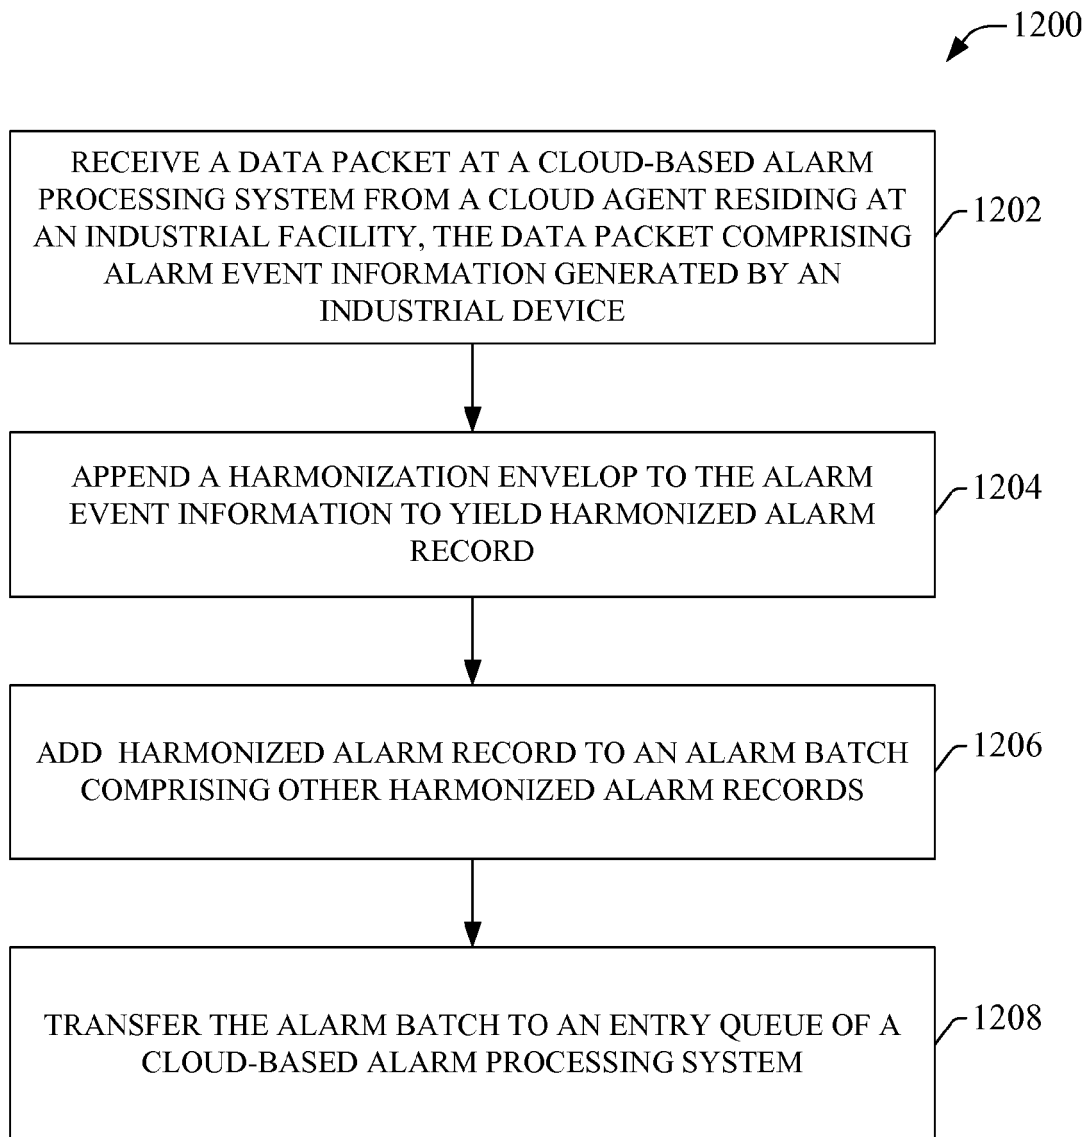 1200
RECEIVE A DATA PACKET AT A CLOUD-BASED ALARM
PROCESSING SYSTEM FROM A CLOUD AGENT RESIDING AT
AN INDUSTRIAL FACILITY, THE DATA PACKET COMPRISING
ALARM EVENT INFORMATION GENERATED BY AN
INDUSTRIAL DEVICE
1202
APPEND A HARMONIZATION ENVELOP TO THE ALARM
EVENT INFORMATION TO YIELD HARMONIZED ALARM
RECORD
1204
ADD HARMONIZED ALARM RECORD TO AN ALARM BATCH
COMPRISING OTHER HARMONIZED ALARM RECORDS
1206
TRANSFER THE ALARM BATCH TO AN ENTRY QUEUE OF A
CLOUD-BASED ALARM PROCESSING SYSTEM
1208